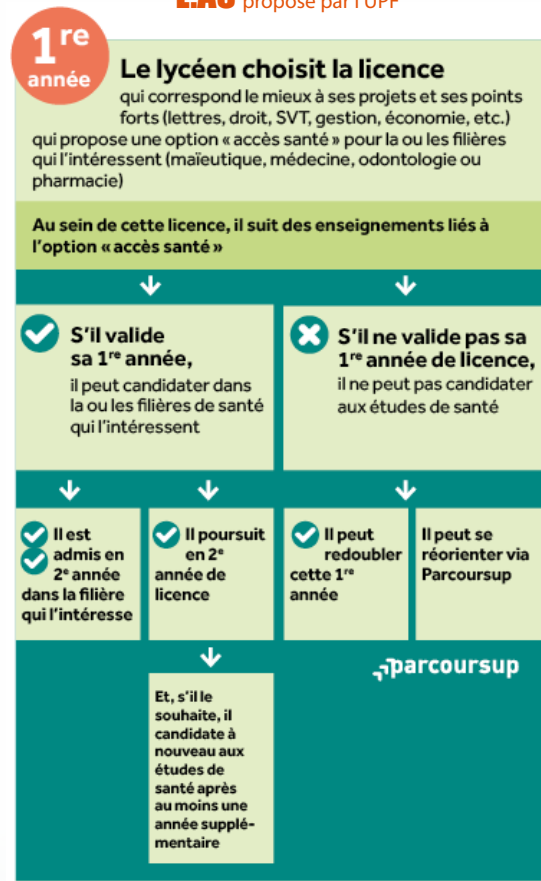 L.AS proposé par l'UPF
1re
année
Le lycéen choisit la licence
qui correspond le mieux à ses projets et ses points
forts (lettres, droit, SVT, gestion, économie, etc.)
qui propose une option « accès santé » pour la ou les filières
qui l'intéressent (maïeutique, médecine, odontologie ou
pharmacie)
Au sein de cette licence, il suit des enseignements liés à
l'option « accès santé »
S'il valide
sa 1re année,
il peut candidater dans
la ou les filières de santé
qui l'intéressent
S'il ne valide pas sa
1re année de licence,
il ne peut pas candidater
aux études de santé
Il est
admis en
2e année
dans la filière
qui l'intéresse
Il poursuit
en 2e
année de
licence
Il peut
redoubler
cette 1re
année
Il peut se
réorienter via
Parcoursup
parcoursup
Et, s'il le
souhaite, il
candidate à
nouveau aux
études de
santé après
au moins une
année supplé-
mentaire